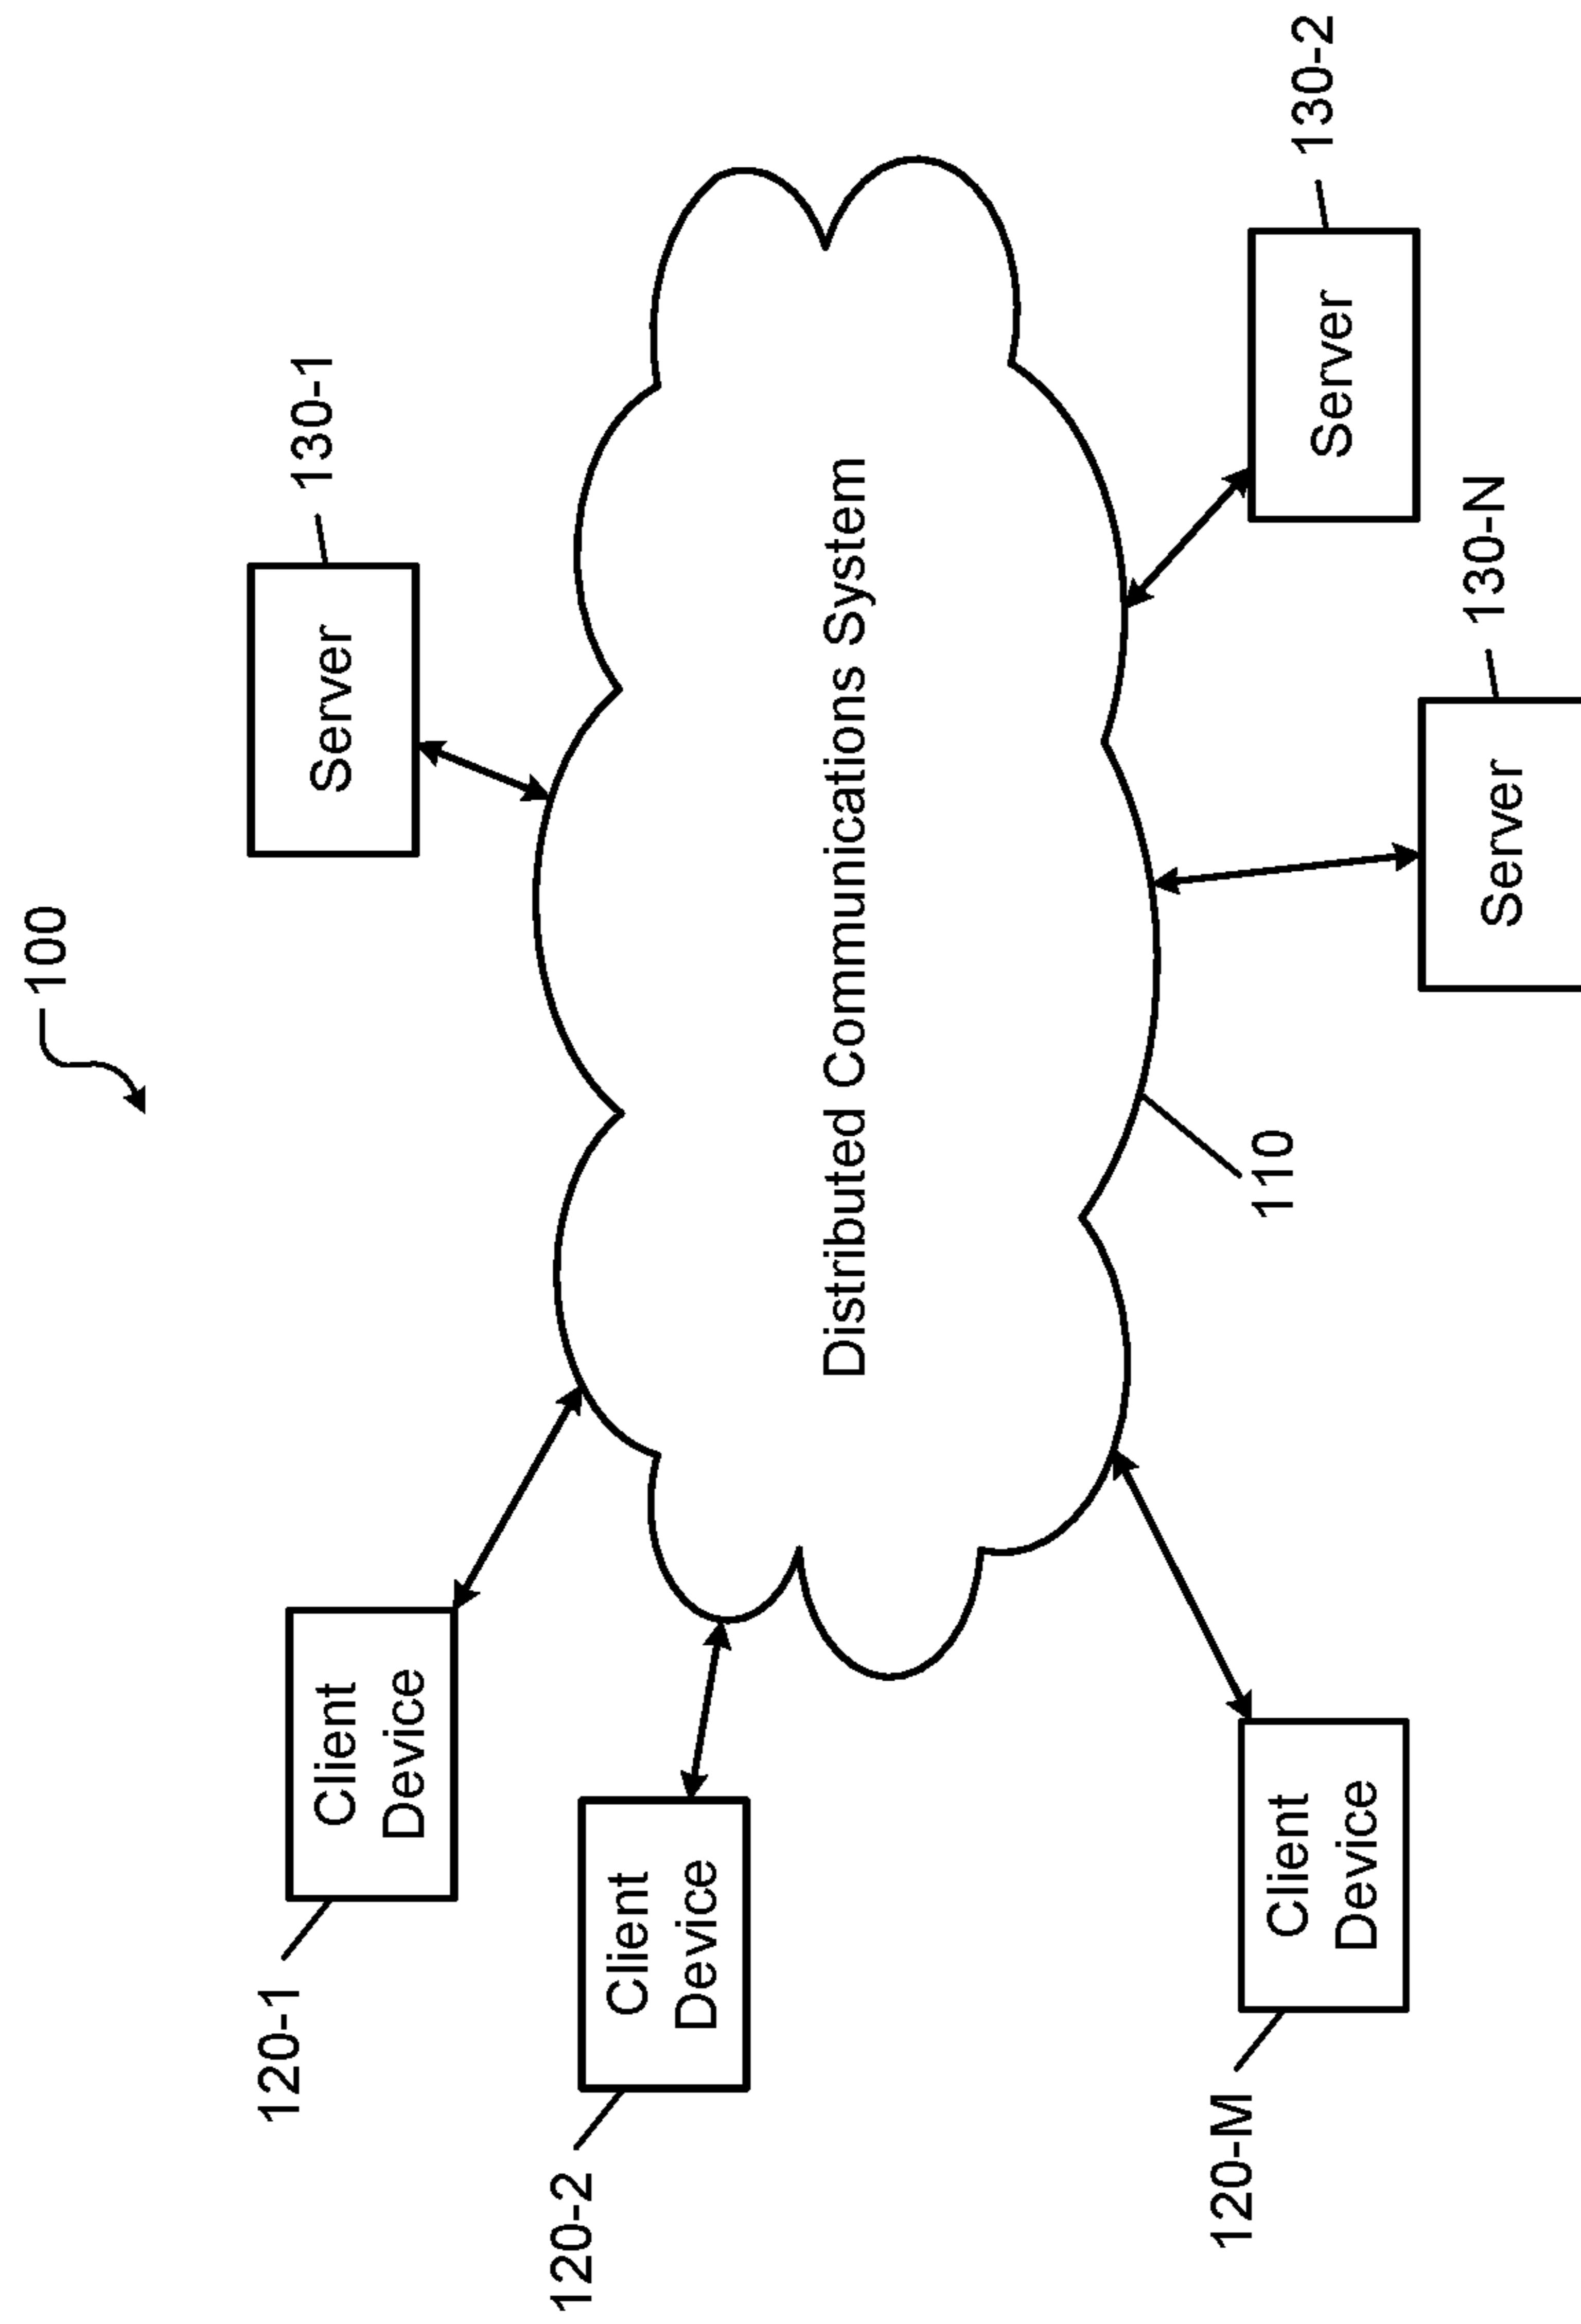 100
130-1
Server
120-1
Client
Device
120-2
Client
Device
Distributed Communications System
110
130-2
Server
130-N
Server
120-M
Client
Device